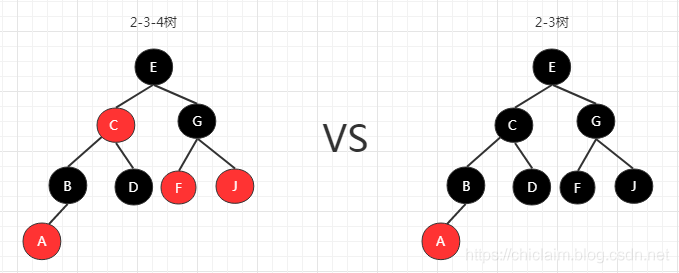 2-3-4树
2-3树
E
E
C
G
VS
C
G
B
D
F
J
B
D
F
J
A
A
https://chiclaim.blog.csdn.net